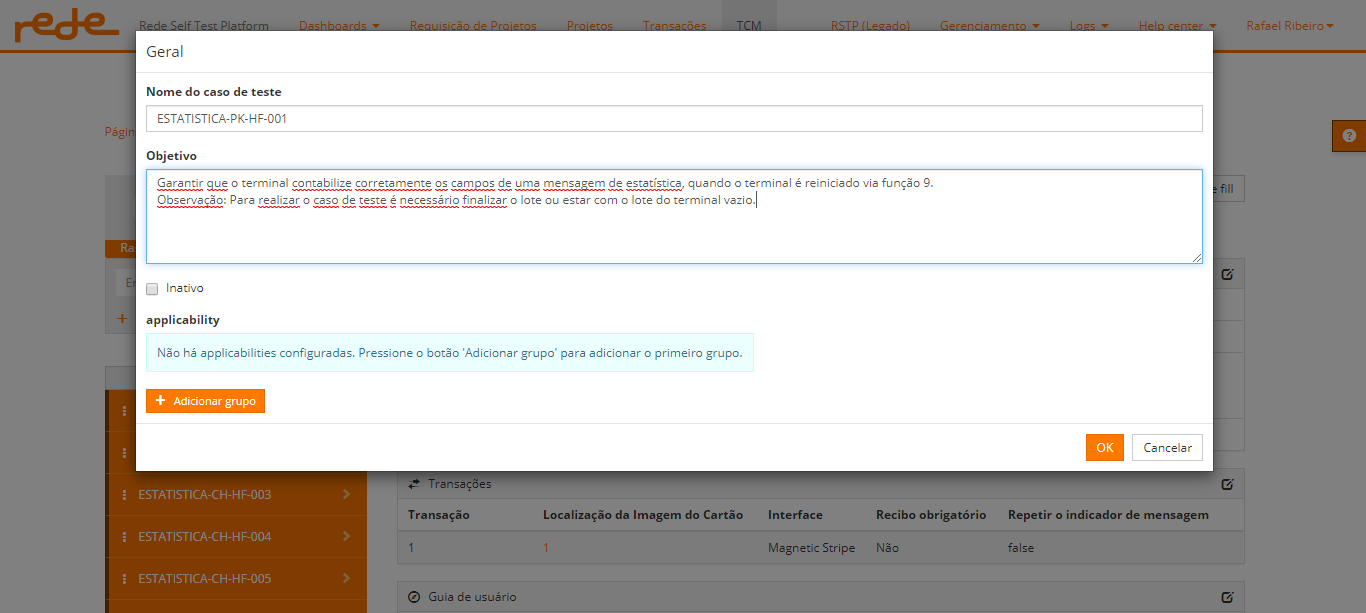 rede Rede Self Test Platform Dashboards Requisição de Projetos Projetos Transações TCM RSTP (Legado) Gerenciamento Logs Help center Rafael Ribeiro
Geral
Nome do caso de teste
ESTATISTICA-PK-HF-001
Págin
Objetivo
Garantir que o terminal contabilize corretamente os campos de uma mensagem de estatística, quando o terminal é reiniciado via função 9.
e fill
Observação: Para realizar o caso de teste é necessário finalizar o lote ou estar com o lote do terminal vazio.
Ra
En
Inativo
+
applicability
Não há applicabilities configuradas. Pressione o botão 'Adicionar grupo' para adicionar o primeiro grupo.
+ Adicionar grupo
OK Cancelar
Transações
ESTATISTICA-CH-HF-003
Transação Localização da Imagem do Cartão Interface Recibo obrigatório Repetir o indicador de mensagem
ESTATISTICA-CH-HF-004
1 1 Magnetic Stripe Não false
ESTATISTICA-CH-HF-005
Guia de usuário